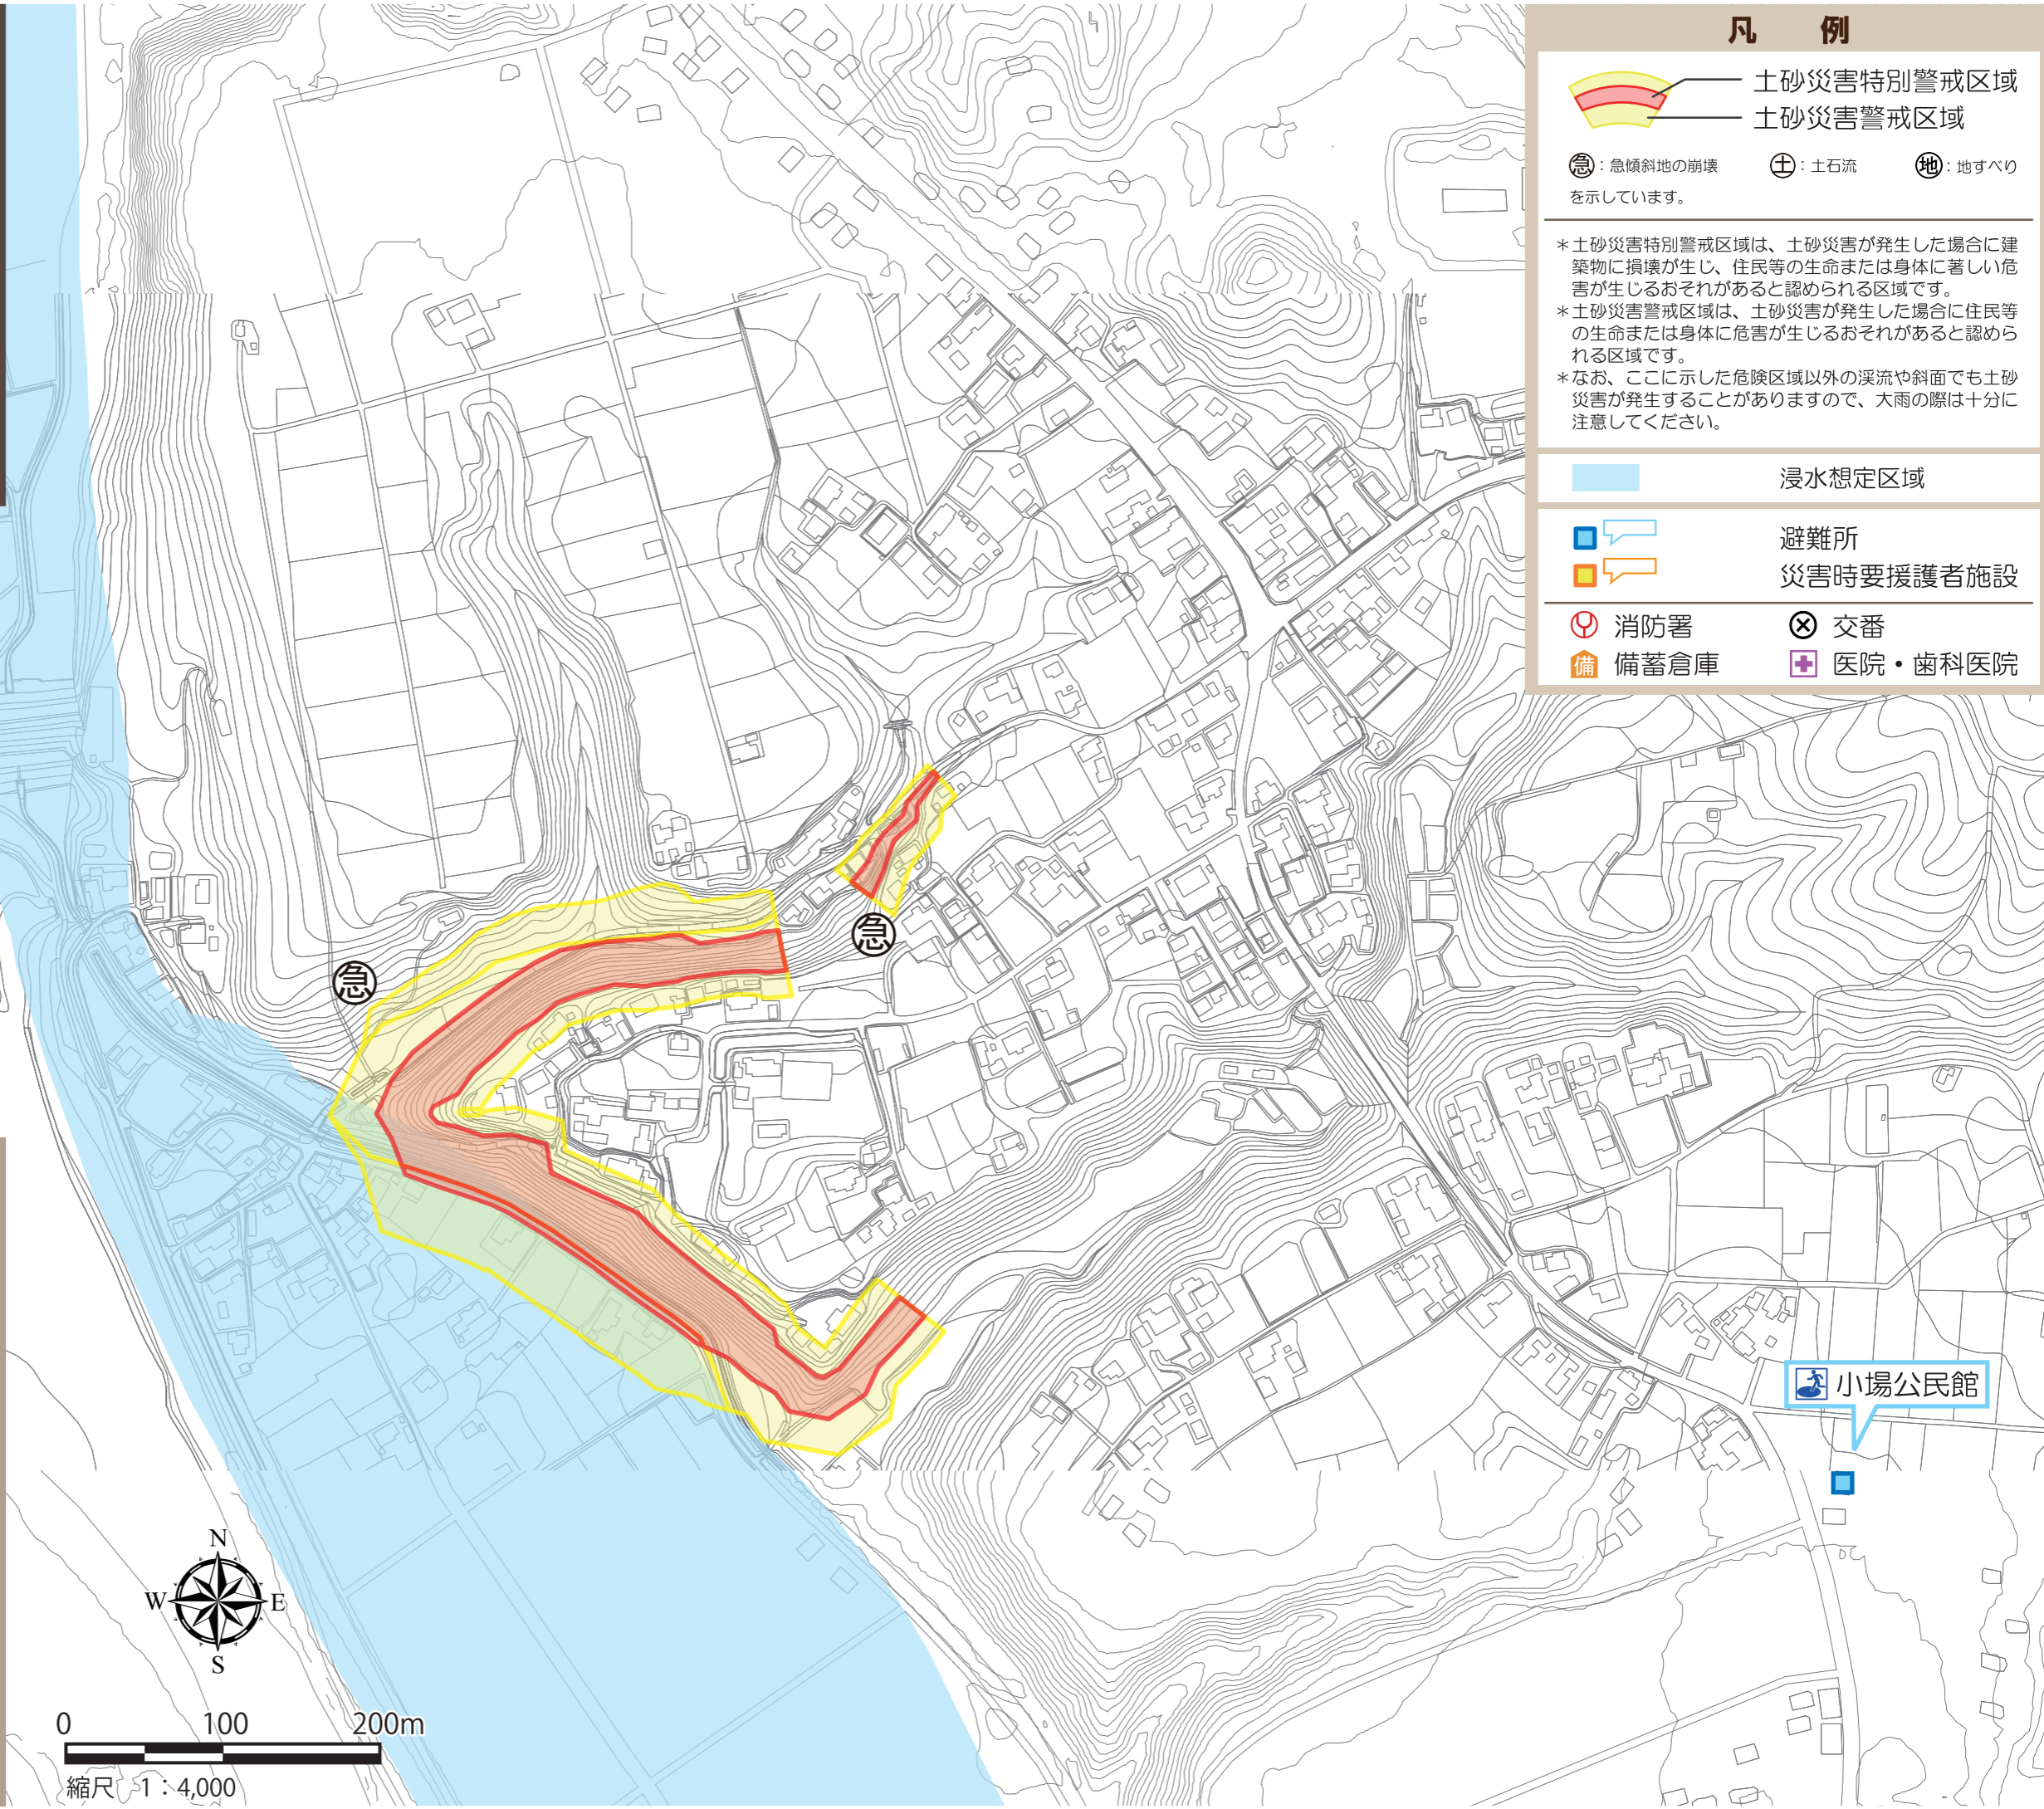 凡 例
土砂災害特別警戒区域
土砂災害警戒区域
急：急傾斜地の崩壊 土：土石流 地：地すべり
を示しています。
＊土砂災害特別警戒区域は、土砂災害が発生した場合に建
築物に損壊が生じ、住民等の生命または身体に著しい危
害が生じるおそれがあると認められる区域です。
＊土砂災害警戒区域は、土砂災害が発生した場合に住民等
の生命または身体に危害が生じるおそれがあると認めら
れる区域です。
＊なお、ここに示した危険区域以外の渓流や斜面でも土砂
災害が発生することがありますので、大雨の際は十分に
注意してください。
浸水想定区域
避難所
災害時要援護者施設
消防署 交番
備 備蓄倉庫 医院・歯科医院
急
急
小場公民館
N
W E
S
0 100 200m
縮尺 1：4,000